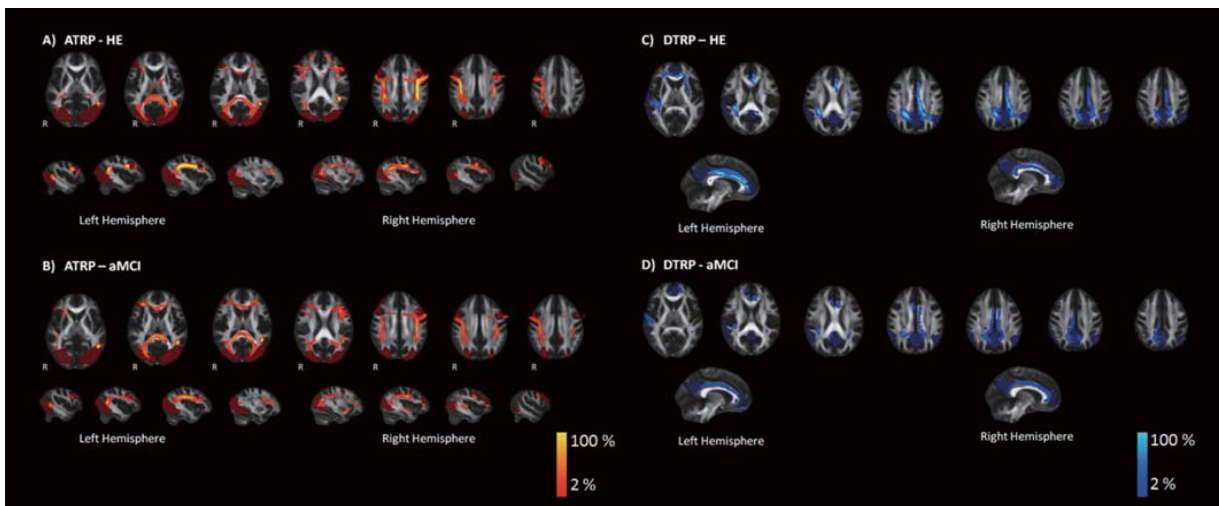 A) ATRP - HE
R R R R R R R
Left Hemisphere Right Hemisphere
B) ATRP – aMCI
R R R R R R R
Left Hemisphere Right Hemisphere
100 %
2 %
C) DTRP – HE
Left Hemisphere Right Hemisphere
D) DTRP - aMCI
Left Hemisphere Right Hemisphere
100 %
2 %